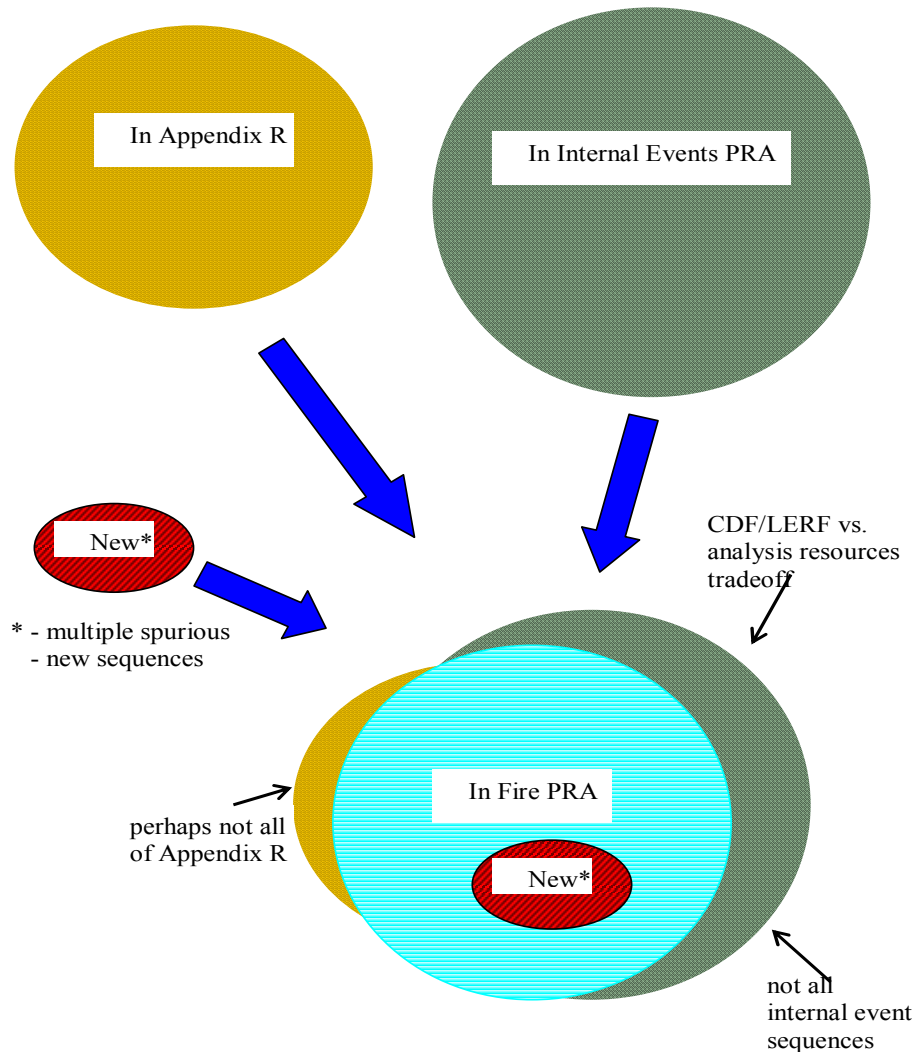 In Appendix R
In Internal Events PRA
New*
* - multiple spurious
- new sequences
CDF/LERF vs.
analysis resources
tradeoff
In Fire PRA
perhaps not all
of Appendix R
New*
not all
internal event
sequences